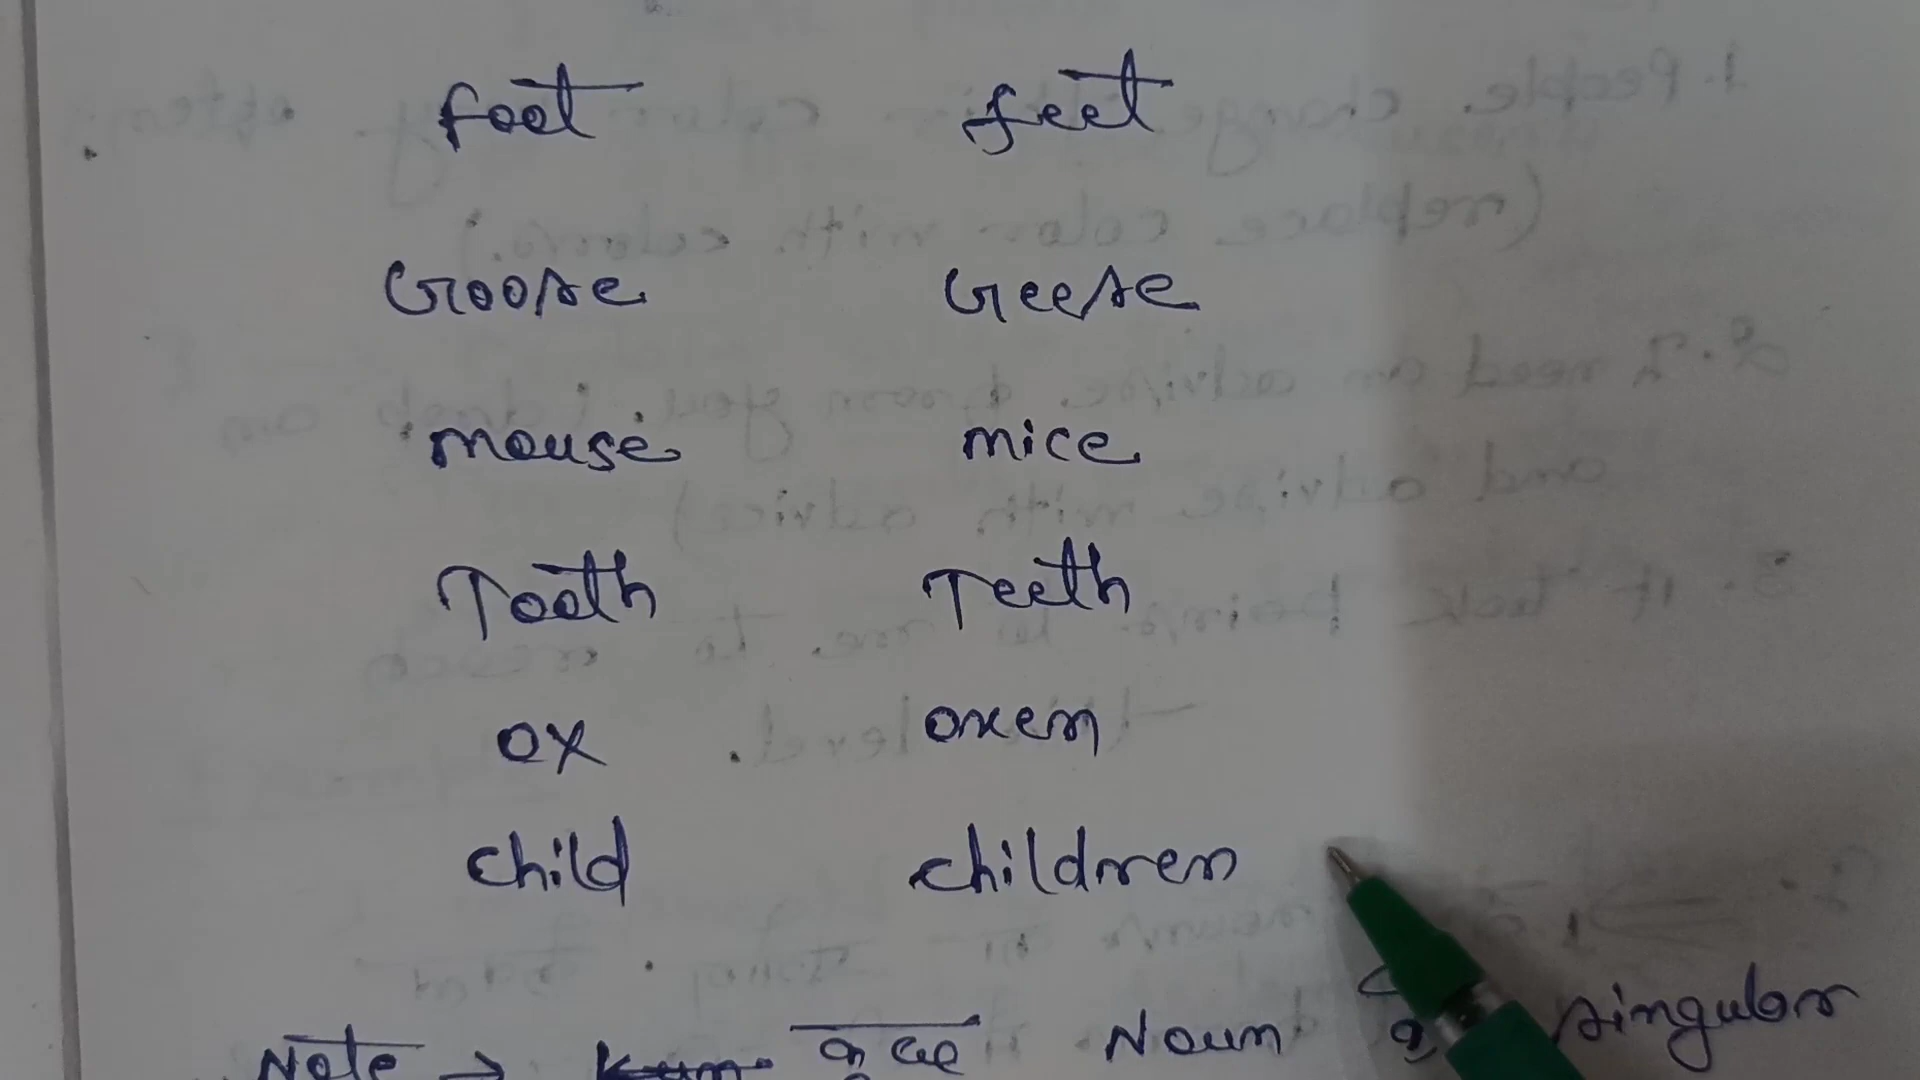 foot feet
Goose Geese
mouse mice
Tooth Teeth
ox oxen
child children
Note → कुछ Noun singular